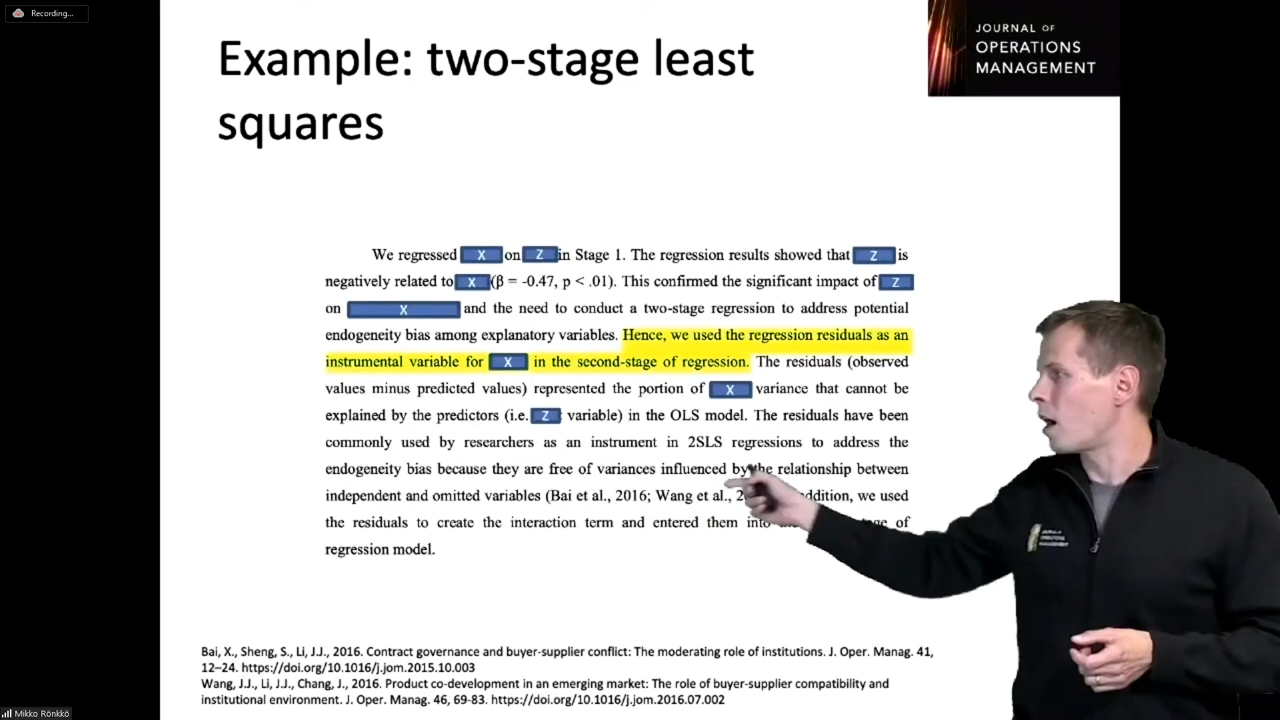 Recording...
Example: two-stage least
squares
JOURNAL OF
OPERATIONS
MANAGEMENT
We regressed X on Z in Stage 1. The regression results showed that Z is
negatively related to X (β = -0.47, p < .01). This confirmed the significant impact of Z
on X and the need to conduct a two-stage regression to address potential
endogeneity bias among explanatory variables. Hence, we used the regression residuals as an
instrumental variable for X in the second-stage of regression. The residuals (observed
values minus predicted values) represented the portion of X variance that cannot be
explained by the predictors (i.e. Z variable) in the OLS model. The residuals have been
commonly used by researchers as an instrument in 2SLS regressions to address the
endogeneity bias because they are free of variances influenced by the relationship between
independent and omitted variables (Bai et al., 2016; Wang et al., we used
the residuals to create the interaction term and entered them into of
regression model.
JOURNAL OF
OPERATIONS
MANAGEMENT
Bai, X., Sheng, S., Li, J.J., 2016. Contract governance and buyer-supplier conflict: The moderating role of institutions. J. Oper. Manag. 41,
12–24. https://doi.org/10.1016/j.jom.2015.10.003
Wang, J.J., Li, J.J., Chang, J., 2016. Product co-development in an emerging market: The role of buyer-supplier compatibility and
institutional environment. J. Oper. Manag. 46, 69-83. https://doi.org/10.1016/j.jom.2016.07.002
Mikko Rönkkö